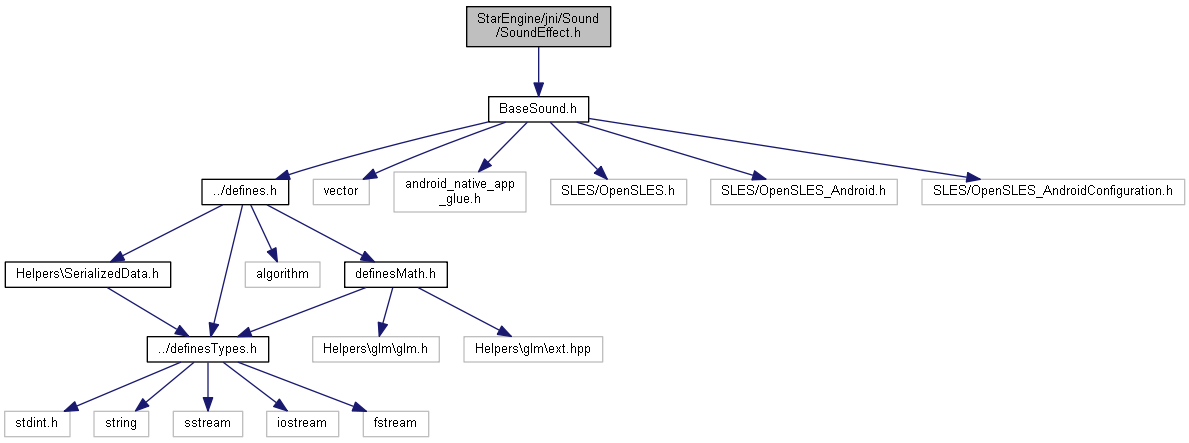 StarEngine/jni/Sound
/SoundEffect.h
BaseSound.h
../defines.h
vector
android_native_app
_glue.h
SLES/OpenSLES.h
SLES/OpenSLES_Android.h
SLES/OpenSLES_AndroidConfiguration.h
Helpers\SerializedData.h
algorithm
definesMath.h
../definesTypes.h
Helpers\glm\glm.h
Helpers\glm\ext.hpp
stdint.h
string
sstream
iostream
fstream